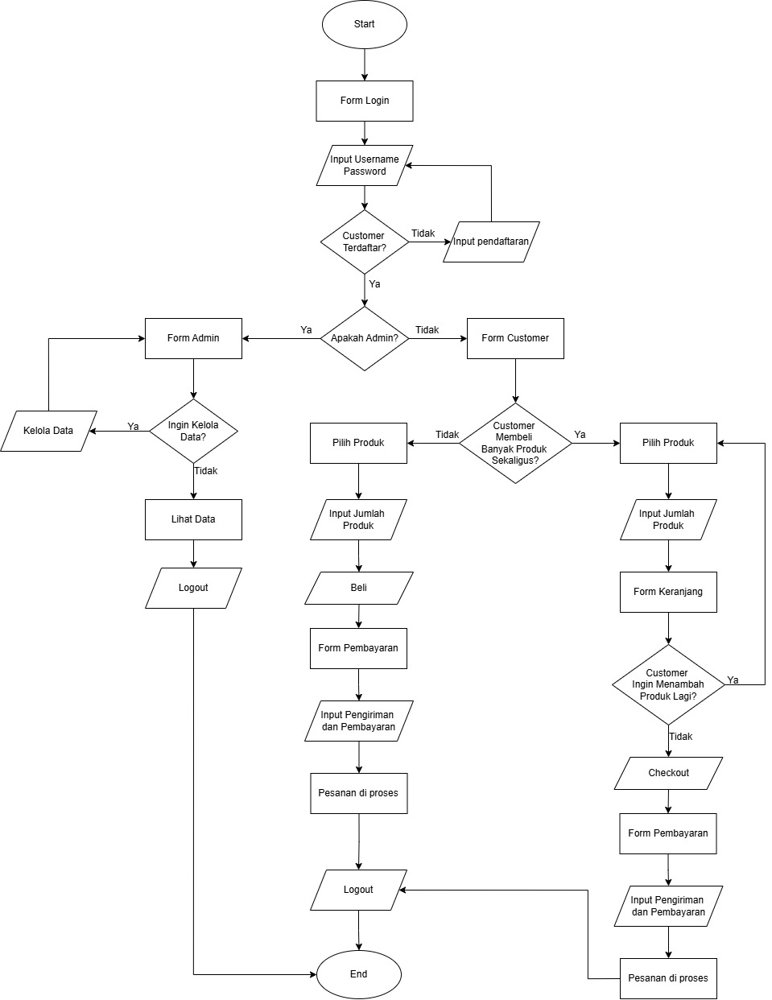 Start
Form Login
Input Username
Password
Customer
Terdaftar?
Tidak
Input pendaftaran
Ya
Apakah Admin?
Ya
Tidak
Form Admin
Form Customer
Kelola Data
Ya
Ingin Kelola
Data?
Tidak
Lihat Data
Logout
Customer
Membeli
Banyak Produk
Sekaligus?
Tidak
Ya
Pilih Produk
Input Jumlah
Produk
Beli
Form Pembayaran
Input Pengiriman
dan Pembayaran
Pesanan di proses
Logout
End
Pilih Produk
Input Jumlah
Produk
Form Keranjang
Customer
Ingin Menambah
Produk Lagi?
Ya
Tidak
Checkout
Form Pembayaran
Input Pengiriman
dan Pembayaran
Pesanan di proses